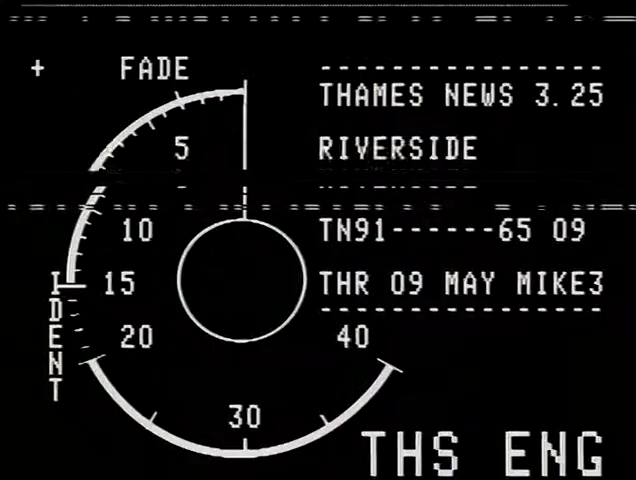 + FADE
THAMES NEWS 3.25
5
RIVERSIDE
10
TN91------65 09
15
THR 09 MAY MIKE3
IDENT
20
40
30
THS ENG